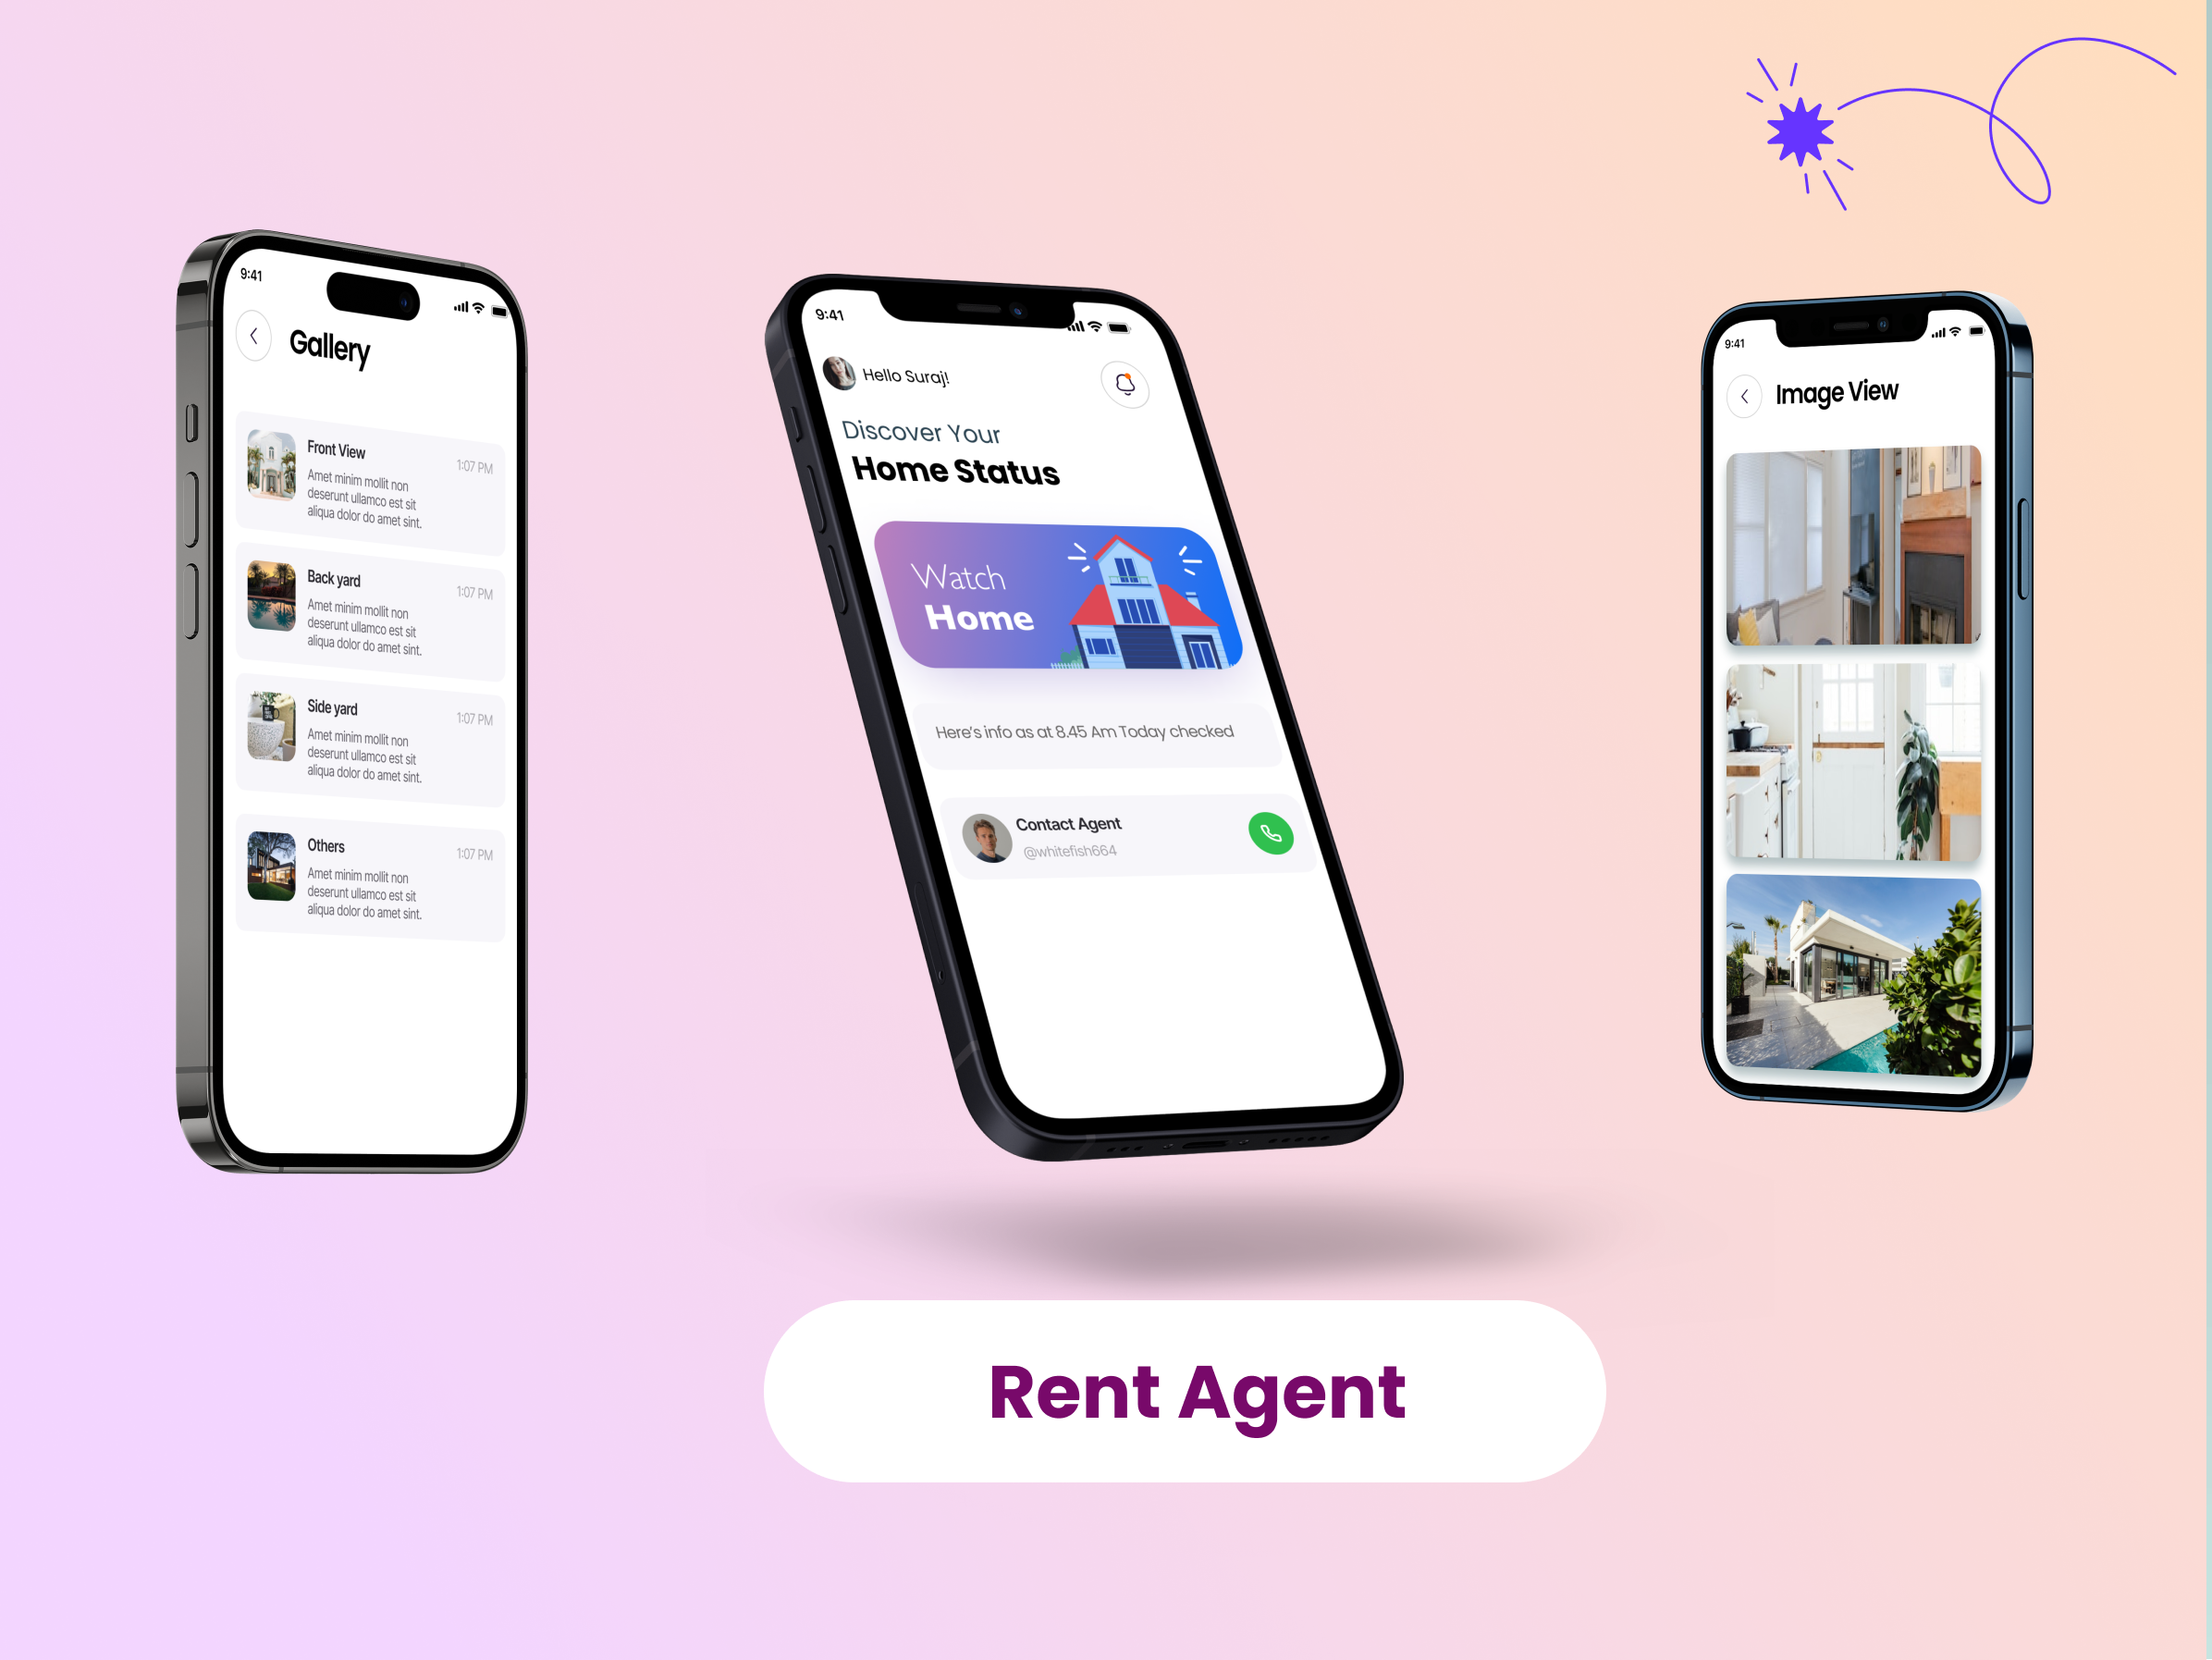 9:41
Gallery
Front View
1:07 PM
Amet minim mollit non
deserunt ullamco est sit
aliqua dolor do amet sint.
Back yard
1:07 PM
Amet minim mollit non
deserunt ullamco est sit
aliqua dolor do amet sint.
Side yard
1:07 PM
Amet minim mollit non
deserunt ullamco est sit
aliqua dolor do amet sint.
Others
1:07 PM
Amet minim mollit non
deserunt ullamco est sit
aliqua dolor do amet sint.
9:41
Hello Suraj!
Discover Your
Home Status
Watch
Home
Here's info as at 8.45 Am Today checked
Contact Agent
@whitefish664
9:41
Image View
Rent Agent